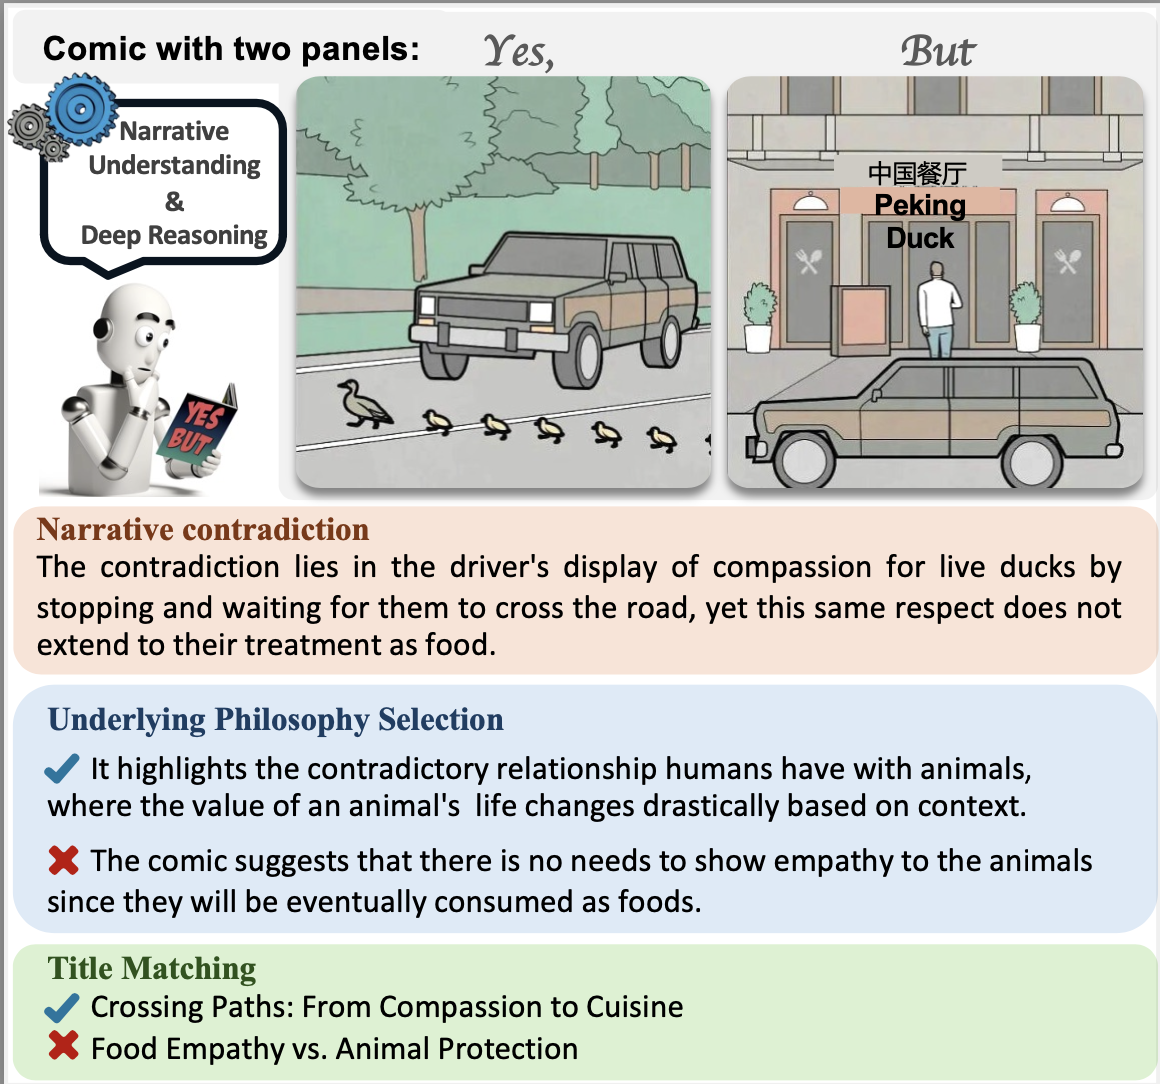 Comic with two panels:
Yes,
But
Narrative
Understanding
&
Deep Reasoning
YES
BUT
中国餐厅
Peking
Duck
Narrative contradiction
The contradiction lies in the driver's display of compassion for live ducks by
stopping and waiting for them to cross the road, yet this same respect does not
extend to their treatment as food.
Underlying Philosophy Selection
It highlights the contradictory relationship humans have with animals,
where the value of an animal's life changes drastically based on context.
The comic suggests that there is no needs to show empathy to the animals
since they will be eventually consumed as foods.
Title Matching
Crossing Paths: From Compassion to Cuisine
Food Empathy vs. Animal Protection